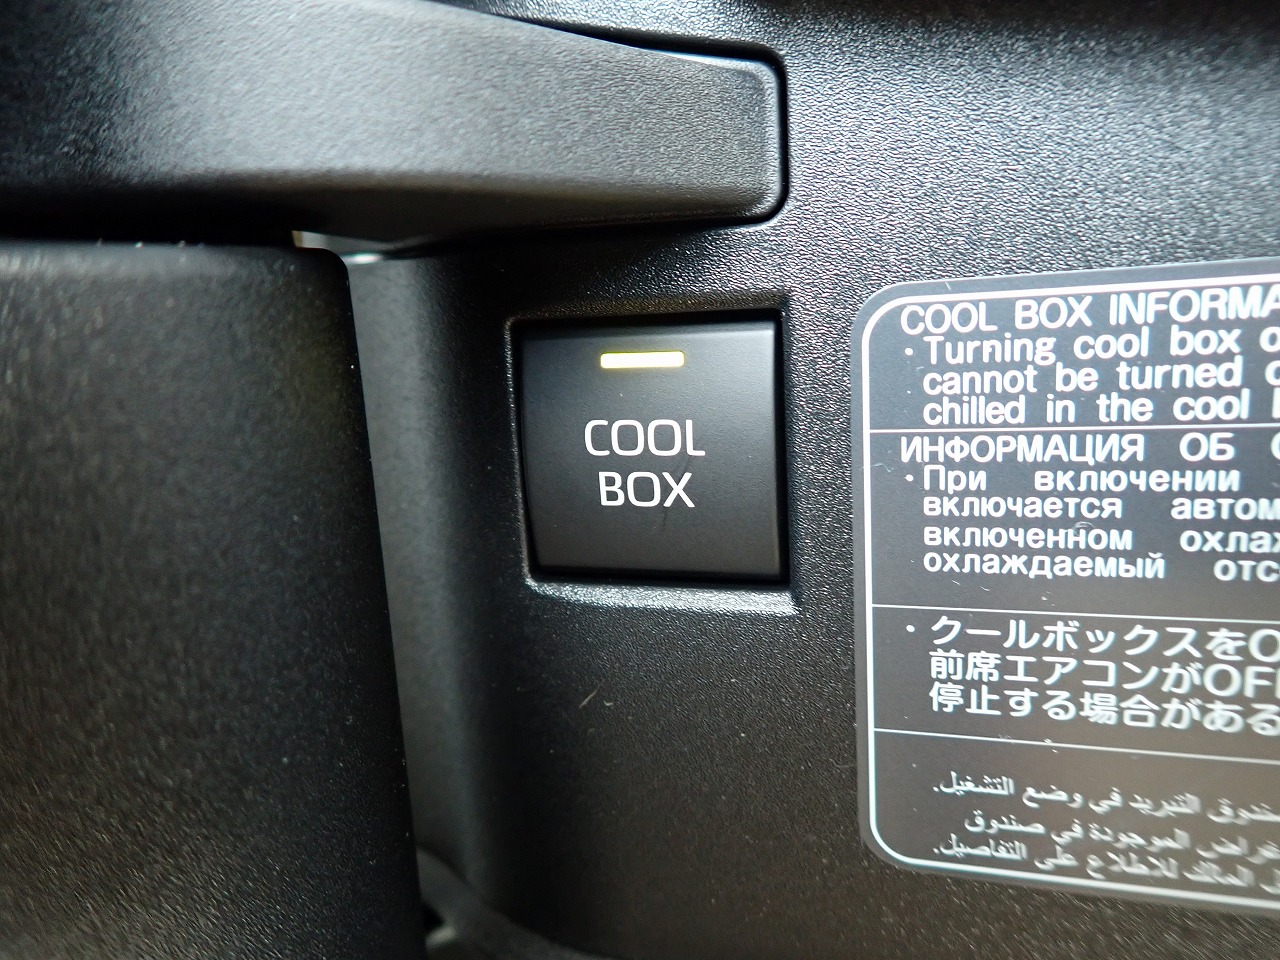 COOL
BOX
COOL BOX INFORMA
・Turning cool box o
cannot be turned
chilled in the cool
ИНФОРМАЦИЯ ОБ
・При включении
включается автом
включенном охлаж
охлаждаемый отс
・クールボックスをO
前席エアコンがOF
停止する場合がある
صندوق التبريد في وضع التشغيل.
الموجودة في صندوق
المالك للاطلاع على التفاصيل.